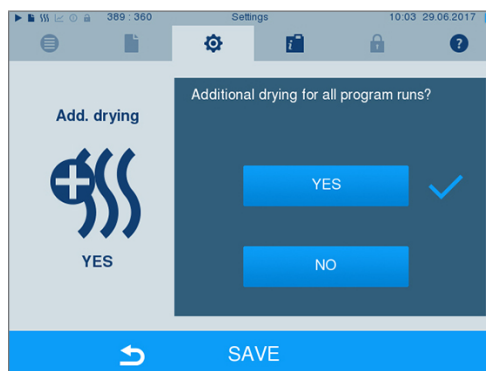 389 : 360 Settings 10:03 29.06.2017
i ?
Additional drying for all program runs?
Add. drying
YES
YES
NO
SAVE